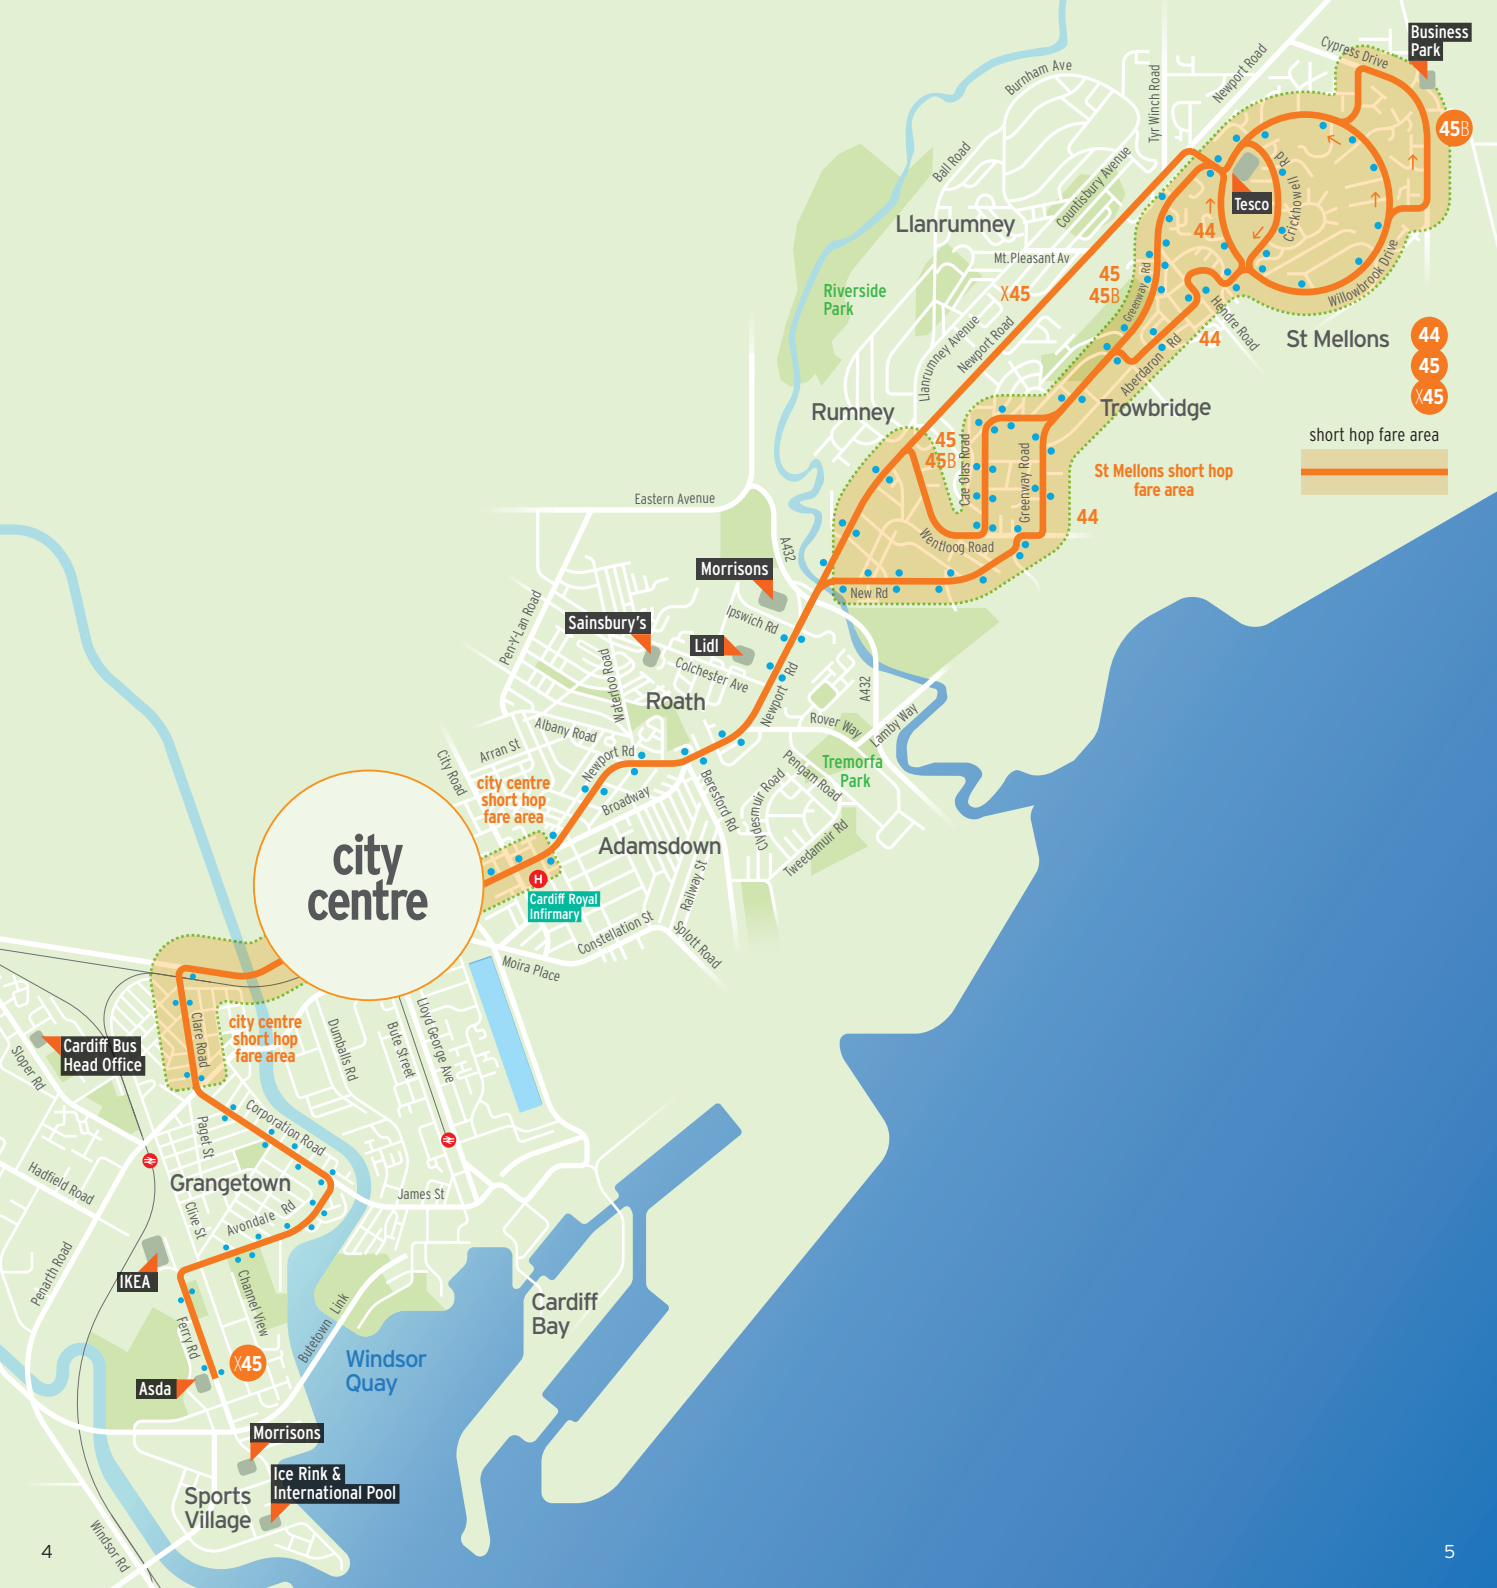 Business
Park
Cypress Drive
Newport Road
Tyr Winch Road
Burnham Ave
45B
Ball Road
Countisbury Avenue
Crickhowell
Rd
Tesco
44
Llanrumney
Mt.Pleasant Av
45
45B
X45
Greenway Rd
Willowbrook Drive
Hendre Road
Riverside
Park
Llanrumney Avenue
Newport Road
44
St Mellons
44
45
X45
Aberdaron Rd
Rumney
Trowbridge
short hop fare area
45
45B
Cae Glas Road
Greenway Road
St Mellons short hop
fare area
44
Wentloog Road
New Rd
Eastern Avenue
A432
Morrisons
Pen-Y-Lan Road
Sainsbury's
Lidl
Ipswich Rd
Colchester Ave
Waterloo Road
Roath
Newport Rd
A432
Rover Way
Lamby Way
Albany Road
Arran St
City Road
Newport Rd
Tremorfa
Park
Pengam Road
city centre
short hop
fare area
Broadway
Beresford Rd
Clydesmuir Road
Tweedamuir Rd
Adamsdown
Railway St
city
centre
H
Cardiff Royal
Infirmary
Constellation St
Splott Road
Moira Place
Clare Road
city centre
short hop
fare area
Dumballs Rd
Bute Street
Lloyd George Ave
Cardiff Bus
Head Office
Sloper Rd
Paget St
Corporation Road
Hadfield Road
Grangetown
James St
Clive St
Avondale Rd
Penarth Road
IKEA
Channel View
Ferry Rd
Butetown Link
Cardiff
Bay
X45
Windsor
Quay
Asda
Morrisons
Ice Rink &
International Pool
Sports
Village
Windsor Rd
4
5